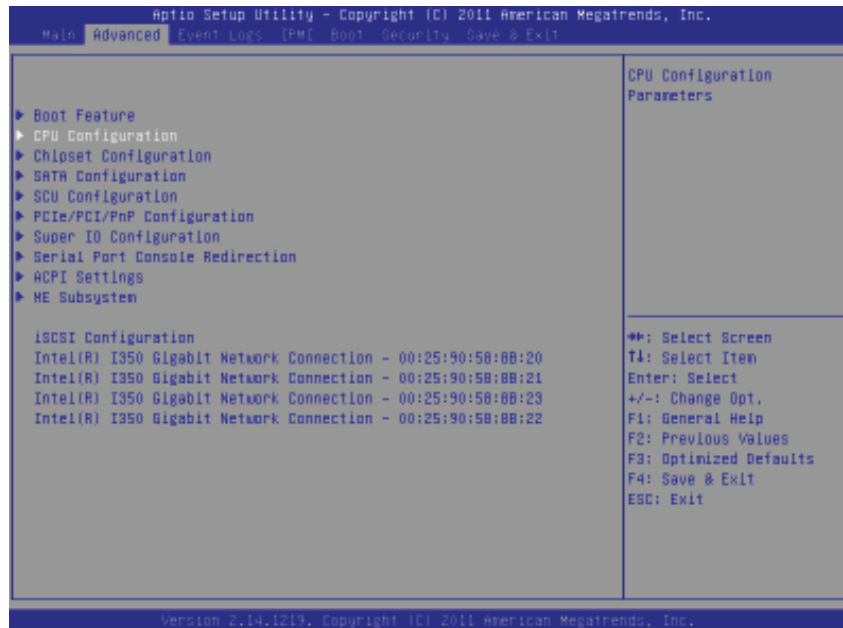 Aptio Setup Utility - Copyright (C) 2011 American Megatrends, Inc.
Main Advanced Event Logs IPMI Boot Security Save & Exit
CPU Configuration
Parameters
Boot Feature
CPU Configuration
Chipset Configuration
SATA Configuration
SCU Configuration
PCIe/PCI/PnP Configuration
Super IO Configuration
Serial Port Console Redirection
ACPI Settings
ME Subsystem
iSCSI Configuration
Intel(R) I350 Gigabit Network Connection - 00:25:90:58:8B:20
Intel(R) I350 Gigabit Network Connection - 00:25:90:58:8B:21
Intel(R) I350 Gigabit Network Connection - 00:25:90:58:8B:23
Intel(R) I350 Gigabit Network Connection - 00:25:90:58:8B:22
→←: Select Screen
↑↓: Select Item
Enter: Select
+/-: Change Opt.
F1: General Help
F2: Previous Values
F3: Optimized Defaults
F4: Save & Exit
ESC: Exit
Version 2.14.1219. Copyright (C) 2011 American Megatrends, Inc.